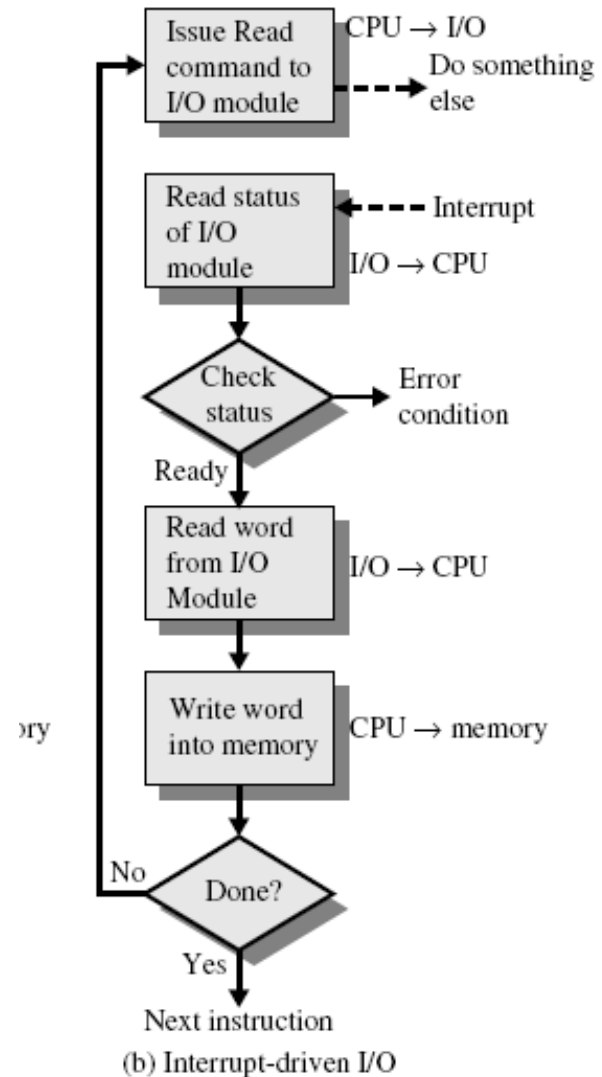 Issue Read
command to
I/O module
CPU → I/O
Do something
else
Read status
of I/O
module
Interrupt
I/O → CPU
Check
status
Error
condition
Ready
Read word
from I/O
Module
I/O → CPU
Write word
into memory
CPU → memory
No
Done?
Yes
Next instruction
(b) Interrupt-driven I/O